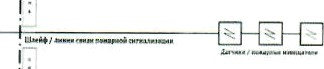 Шлейф / линия связи пожарной сигнализации
Датчики / пожарные извещатели